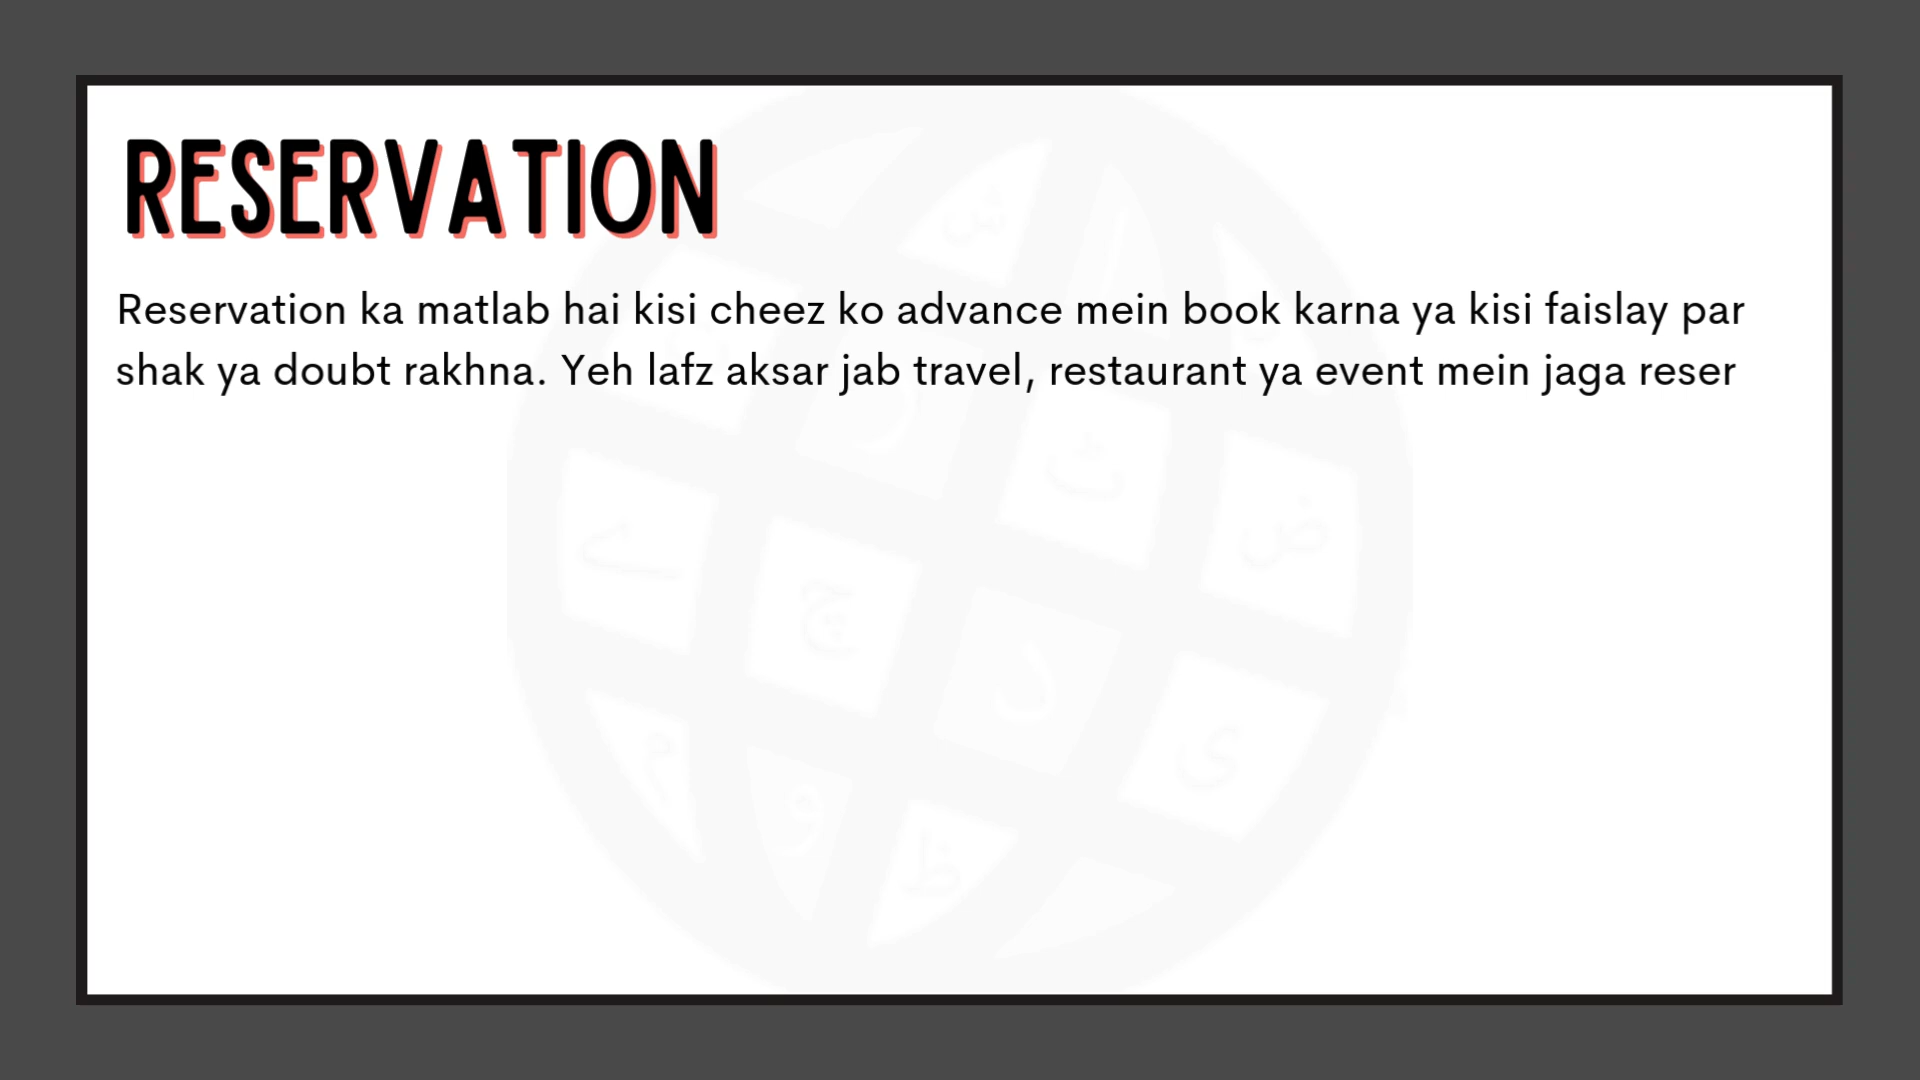 RESERVATION
Reservation ka matlab hai kisi cheez ko advance mein book karna ya kisi faislay par
shak ya doubt rakhna. Yeh lafz aksar jab travel, restaurant ya event mein jaga reser